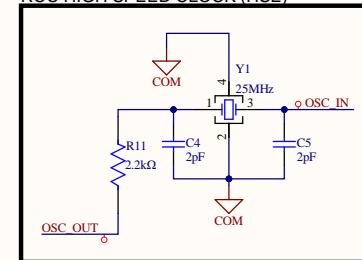 COM
Y1
25MHz
4
1
3
OSC_IN
2
R11
2.2kΩ
C4
2pF
C5
2pF
COM
OSC_OUT